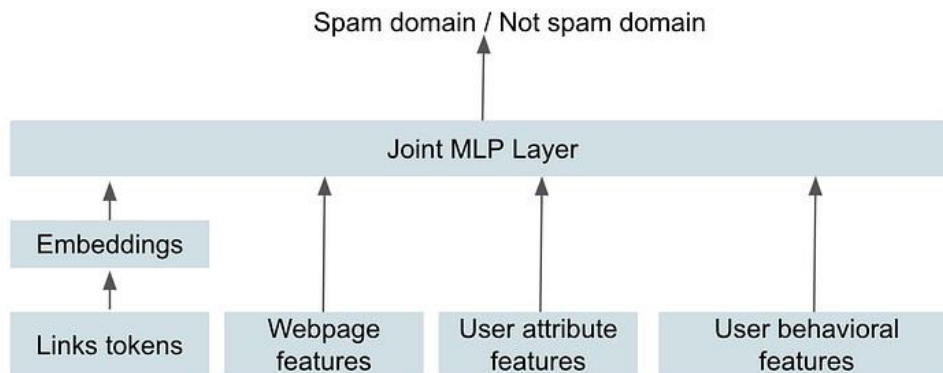 Spam domain / Not spam domain
Joint MLP Layer
Embeddings
Links tokens
Webpage
features
User attribute
features
User behavioral
features